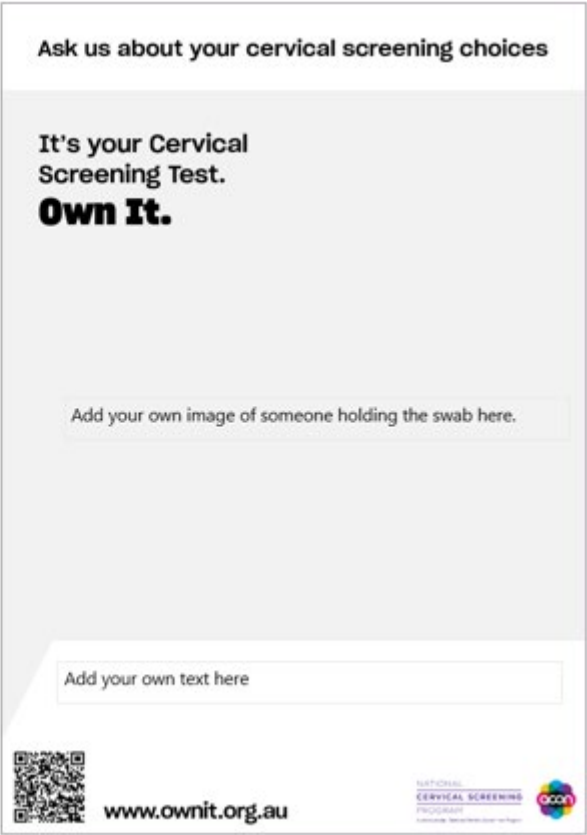 Ask us about your cervical screening choices
It's your Cervical
Screening Test.
Own It.
Add your own image of someone holding the swab here.
Add your own text here
www.ownit.org.au
NATIONAL
CERVICAL SCREENING
PROGRAM
acon